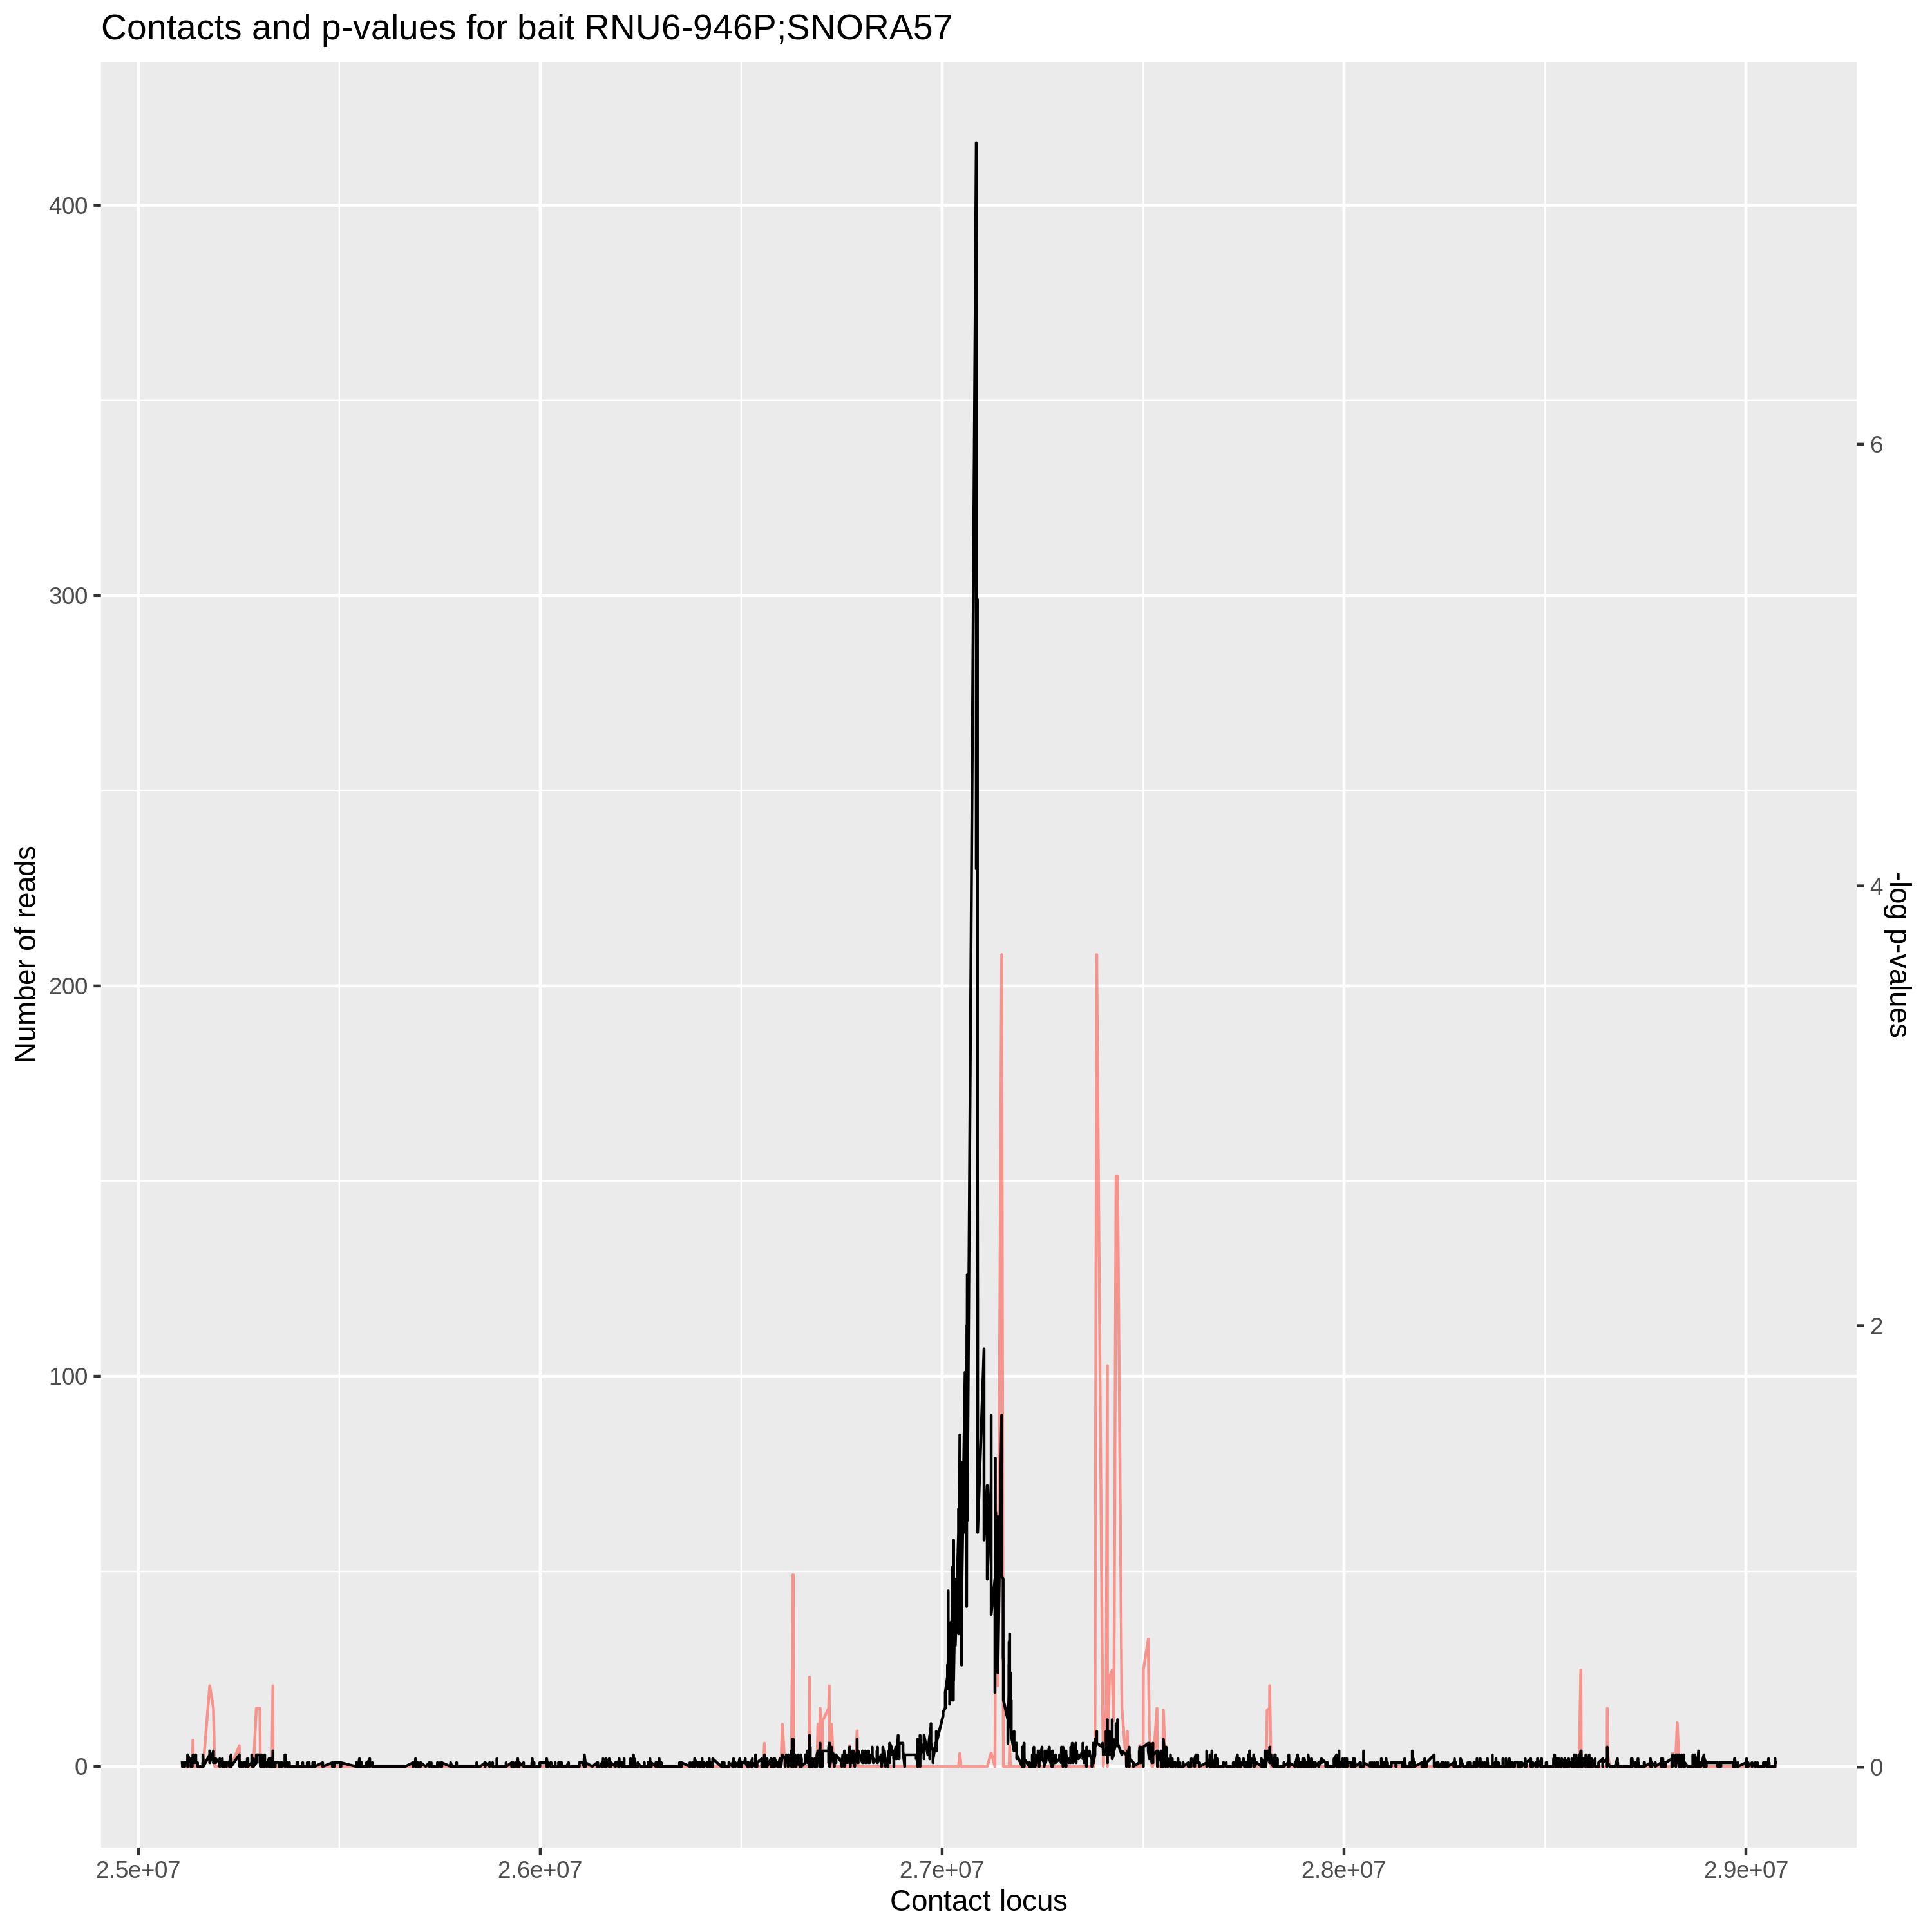 Contacts and p-values for bait RNU6-946P;SNORA57
Number of reads
400
300
200
100
0
6
4
2
0
-log p-values
2.5e+07
2.6e+07
2.7e+07
2.8e+07
2.9e+07
Contact locus